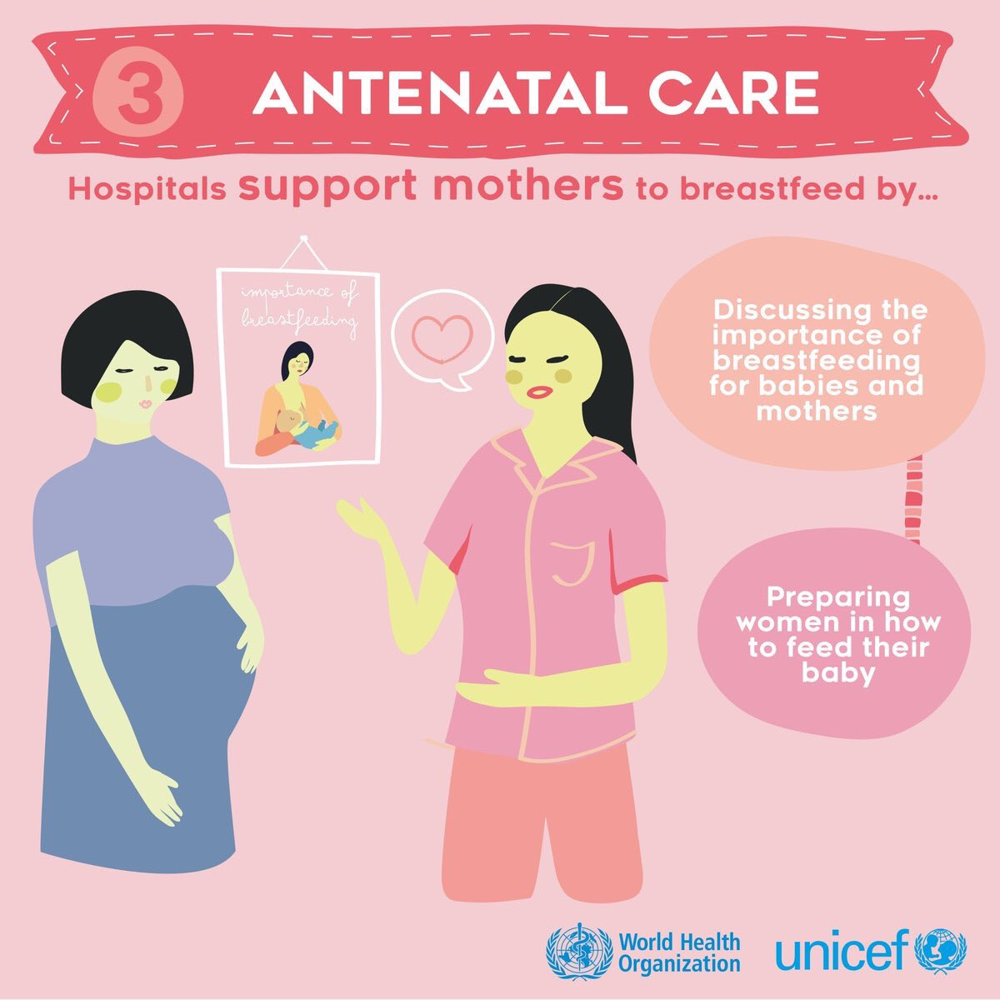 3
ANTENATAL CARE
Hospitals support mothers to breastfeed by...
importance of
breastfeeding
Discussing the
importance of
breastfeeding
for babies and
mothers
Preparing
women in how
to feed their
baby
World Health
Organization
unicef